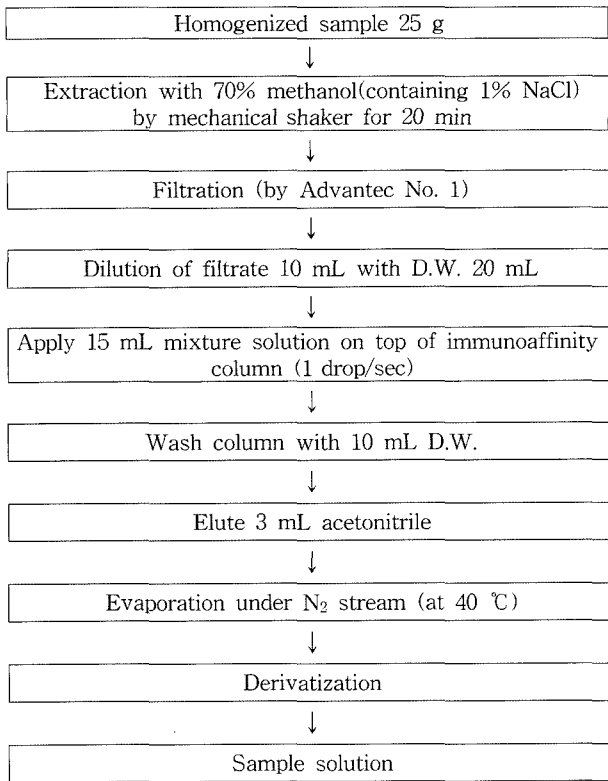 Homogenized sample 25 g
↓
Extraction with 70% methanol(containing 1% NaCl)
by mechanical shaker for 20 min
↓
Filtration (by Advantec No. 1)
↓
Dilution of filtrate 10 mL with D.W. 20 mL
↓
Apply 15 mL mixture solution on top of immunoaffinity
column (1 drop/sec)
↓
Wash column with 10 mL D.W.
↓
Elute 3 mL acetonitrile
↓
Evaporation under N₂ stream (at 40 ℃)
↓
Derivatization
↓
Sample solution